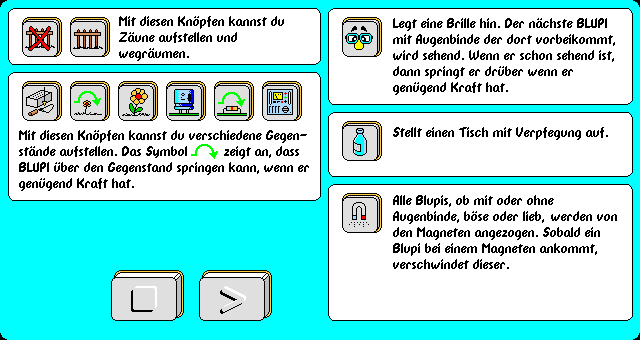 Mit diesen Knöpfen kannst du
Zäune aufstellen und
wegräumen.
Mit diesen Knöpfen kannst du verschiedene Gegen-
stände aufstellen. Das Symbol zeigt an, dass
BLUPI über den Gegenstand springen kann, wenn er
genügend Kraft hat.
Legt eine Brille hin. Der nächste BLUPI
mit Augenbinde der dort vorbeikommt,
wird sehend. Wenn er schon sehend ist,
dann springt er drüber wenn er
genügend Kraft hat.
Stellt einen Tisch mit Verpfegung auf.
Alle Blupis, ob mit oder ohne
Augenbinde, böse oder lieb, werden von
den Magneten angezogen. Sobald ein
Blupi bei einem Magneten ankommt,
verschwindet dieser.